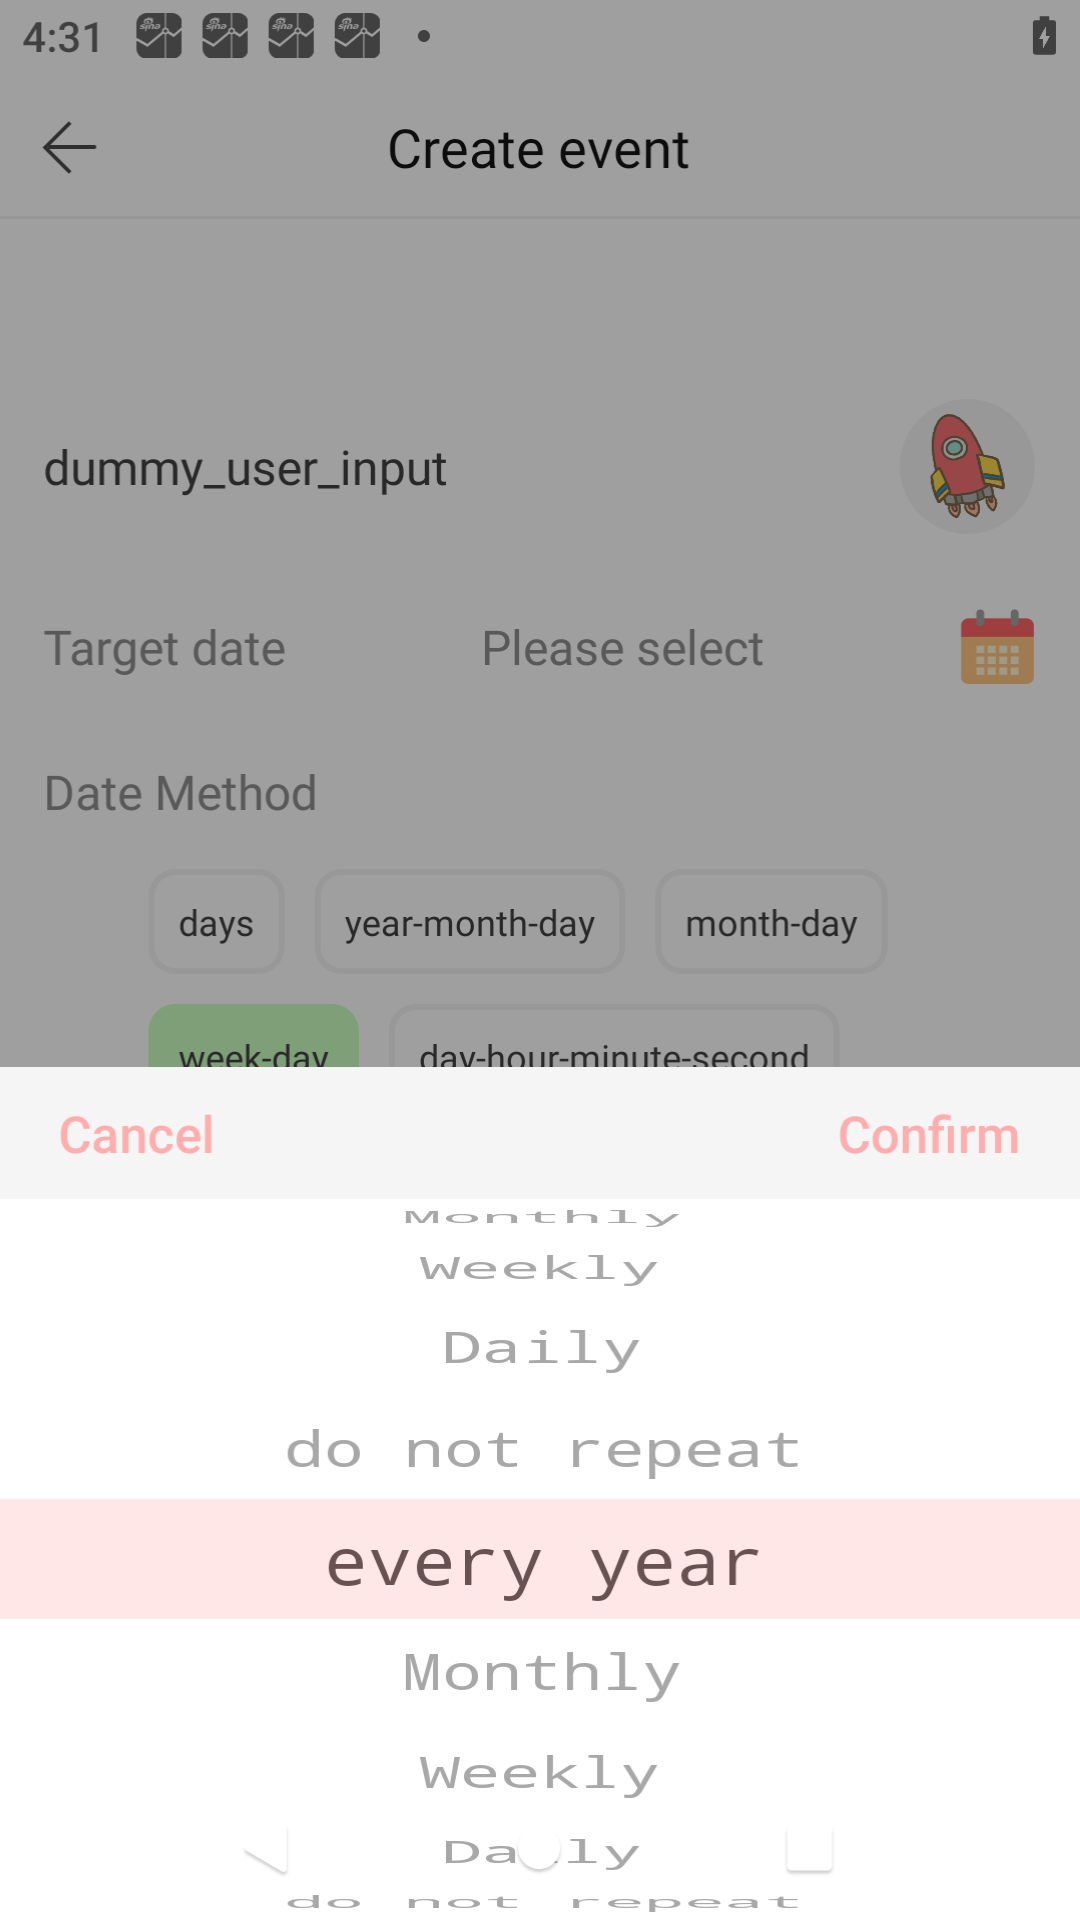 4:31
Create event
dummy_user_input
Target date Please select
Date Method
days year-month-day month-day
week-day day-hour-minute-second
Cancel Confirm
Monthly
Weekly
Daily
do not repeat
every year
Monthly
Weekly
do not repeat